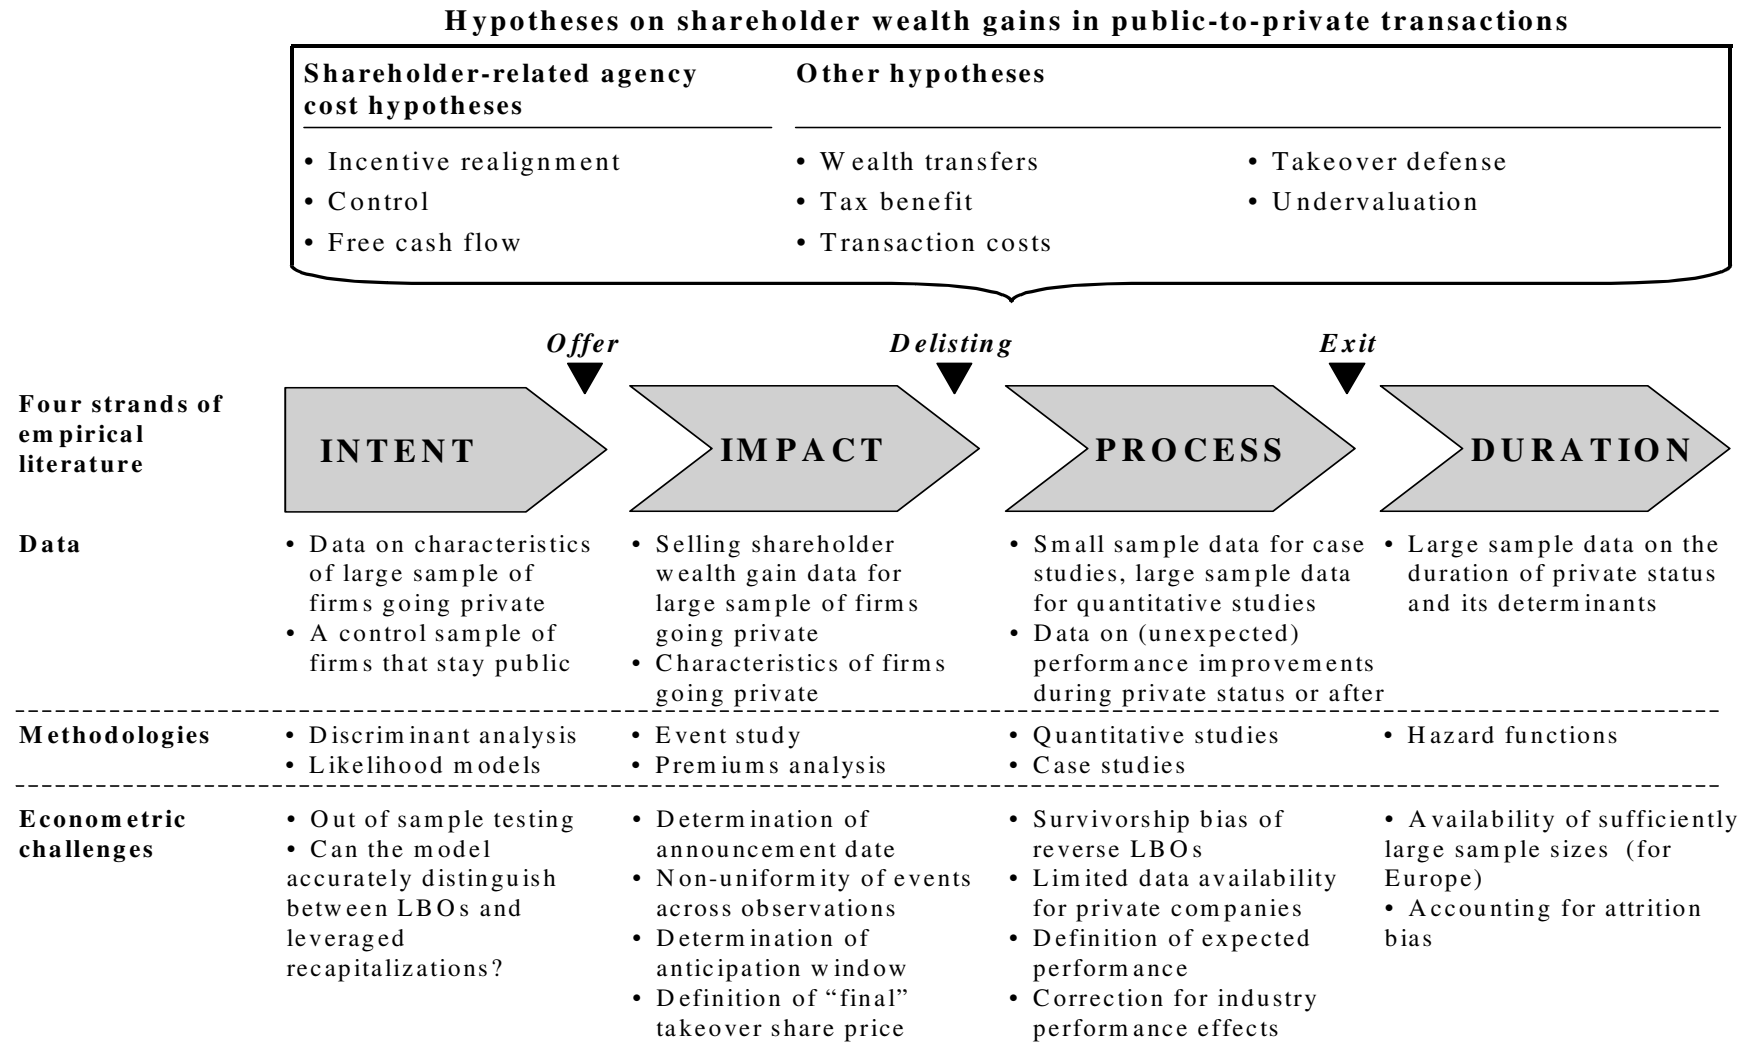 Hypotheses on shareholder wealth gains in public-to-private transactions
Shareholder-related agency
cost hypotheses
• Incentive realignment
• Control
• Free cash flow
Other hypotheses
• Wealth transfers
• Tax benefit
• Transaction costs
• Takeover defense
• Undervaluation
Offer
Delisting
Exit
Four strands of
empirical
literature
INTENT
IMPACT
PROCESS
DURATION
Data
• Data on characteristics
of large sample of
firms going private
• A control sample of
firms that stay public
• Selling shareholder
wealth gain data for
large sample of firms
going private
• Characteristics of firms
going private
• Small sample data for case
studies, large sample data
for quantitative studies
• Data on (unexpected)
performance improvements
during private status or after
• Large sample data on the
duration of private status
and its determinants
Methodologies
• Discriminant analysis
• Likelihood models
• Event study
• Premiums analysis
• Quantitative studies
• Case studies
• Hazard functions
Econometric
challenges
• Out of sample testing
• Can the model
accurately distinguish
between LBOs and
leveraged
recapitalizations?
• Determination of
announcement date
• Non-uniformity of events
across observations
• Determination of
anticipation window
• Definition of “final”
takeover share price
• Survivorship bias of
reverse LBOs
• Limited data availability
for private companies
• Definition of expected
performance
• Correction for industry
performance effects
• Availability of sufficiently
large sample sizes (for
Europe)
• Accounting for attrition
bias